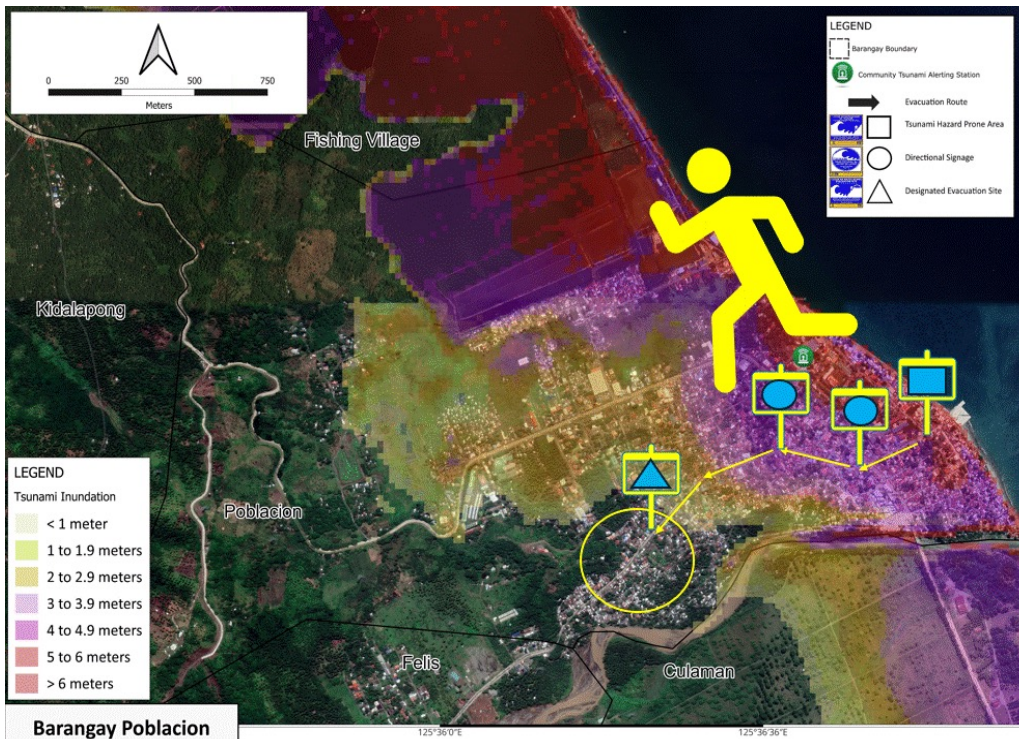 0 250 500 750
Meters
LEGEND
Barangay Boundary
Community Tsunami Alerting Station
Evacuation Route
Tsunami Hazard Prone Area
Directional Signage
Designated Evacuation Site
Fishing Village
Kidalapong
Poblacion
Felis
Culaman
LEGEND
Tsunami Inundation
< 1 meter
1 to 1.9 meters
2 to 2.9 meters
3 to 3.9 meters
4 to 4.9 meters
5 to 6 meters
> 6 meters
Barangay Poblacion
125°36'0"E 125°36'36"E